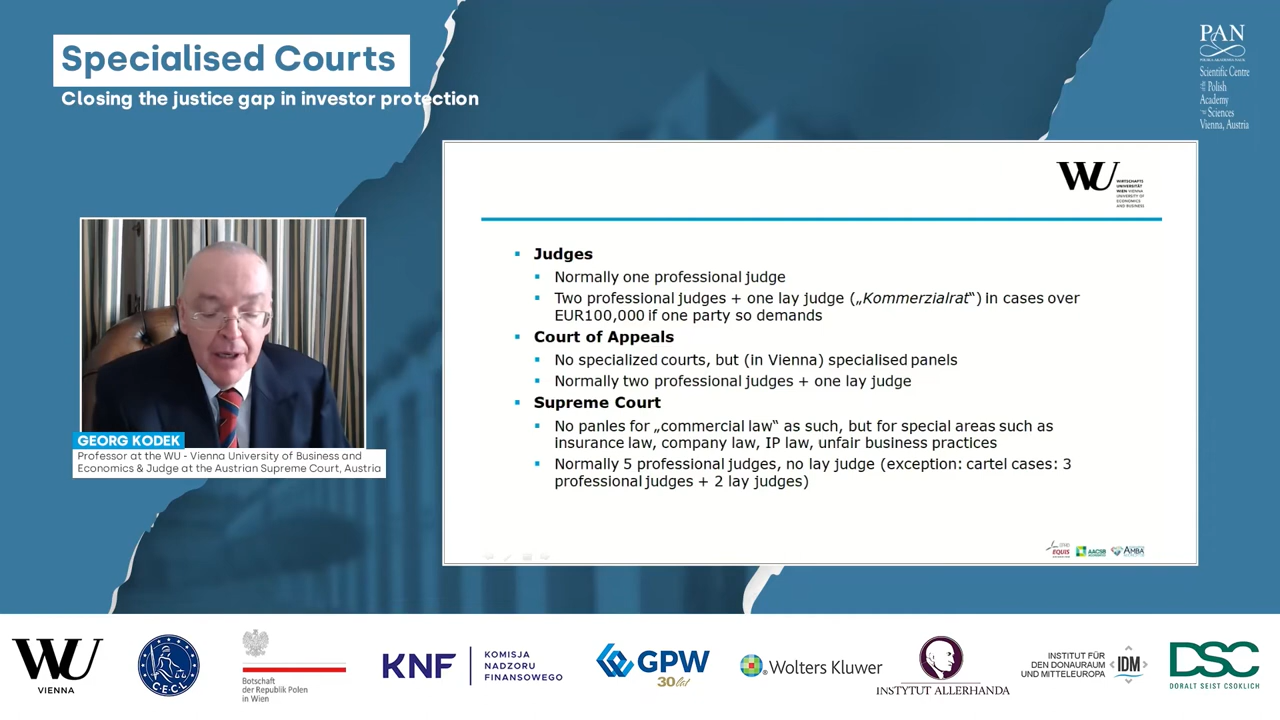 Specialised Courts
Closing the justice gap in investor protection
PAN
Scientific Centre
of Polish
Academy
of Sciences
Vienna, Austria
WU
WIRTSCHAFTS
UNIVERSITÄT
WIEN VIENNA
UNIVERSITY OF
ECONOMICS
AND BUSINESS
Judges
Normally one professional judge
Two professional judges + one lay judge („Kommerzialrat“) in cases over
EUR100,000 if one party so demands
Court of Appeals
No specialized courts, but (in Vienna) specialised panels
Normally two professional judges + one lay judge
Supreme Court
No panles for „commercial law“ as such, but for special areas such as
insurance law, company law, IP law, unfair business practices
Normally 5 professional judges, no lay judge (exception: cartel cases: 3
professional judges + 2 lay judges)
EQUIS
AACSB
AMBA
GEORG KODEK
Professor at the WU - Vienna University of Business and
Economics & Judge at the Austrian Supreme Court, Austria
WU
VIENNA
C·E·C·L
Botschaft
der Republik Polen
in Wien
KNF
KOMISJA
NADZORU
FINANSOWEGO
GPW
30 lat
Wolters Kluwer
INSTYTUT ALLERHANDA
INSTITUT FÜR
DEN DONAURAUM
UND MITTELEUROPA
IDM
DSC
DORALT SEIST CSOKLICH